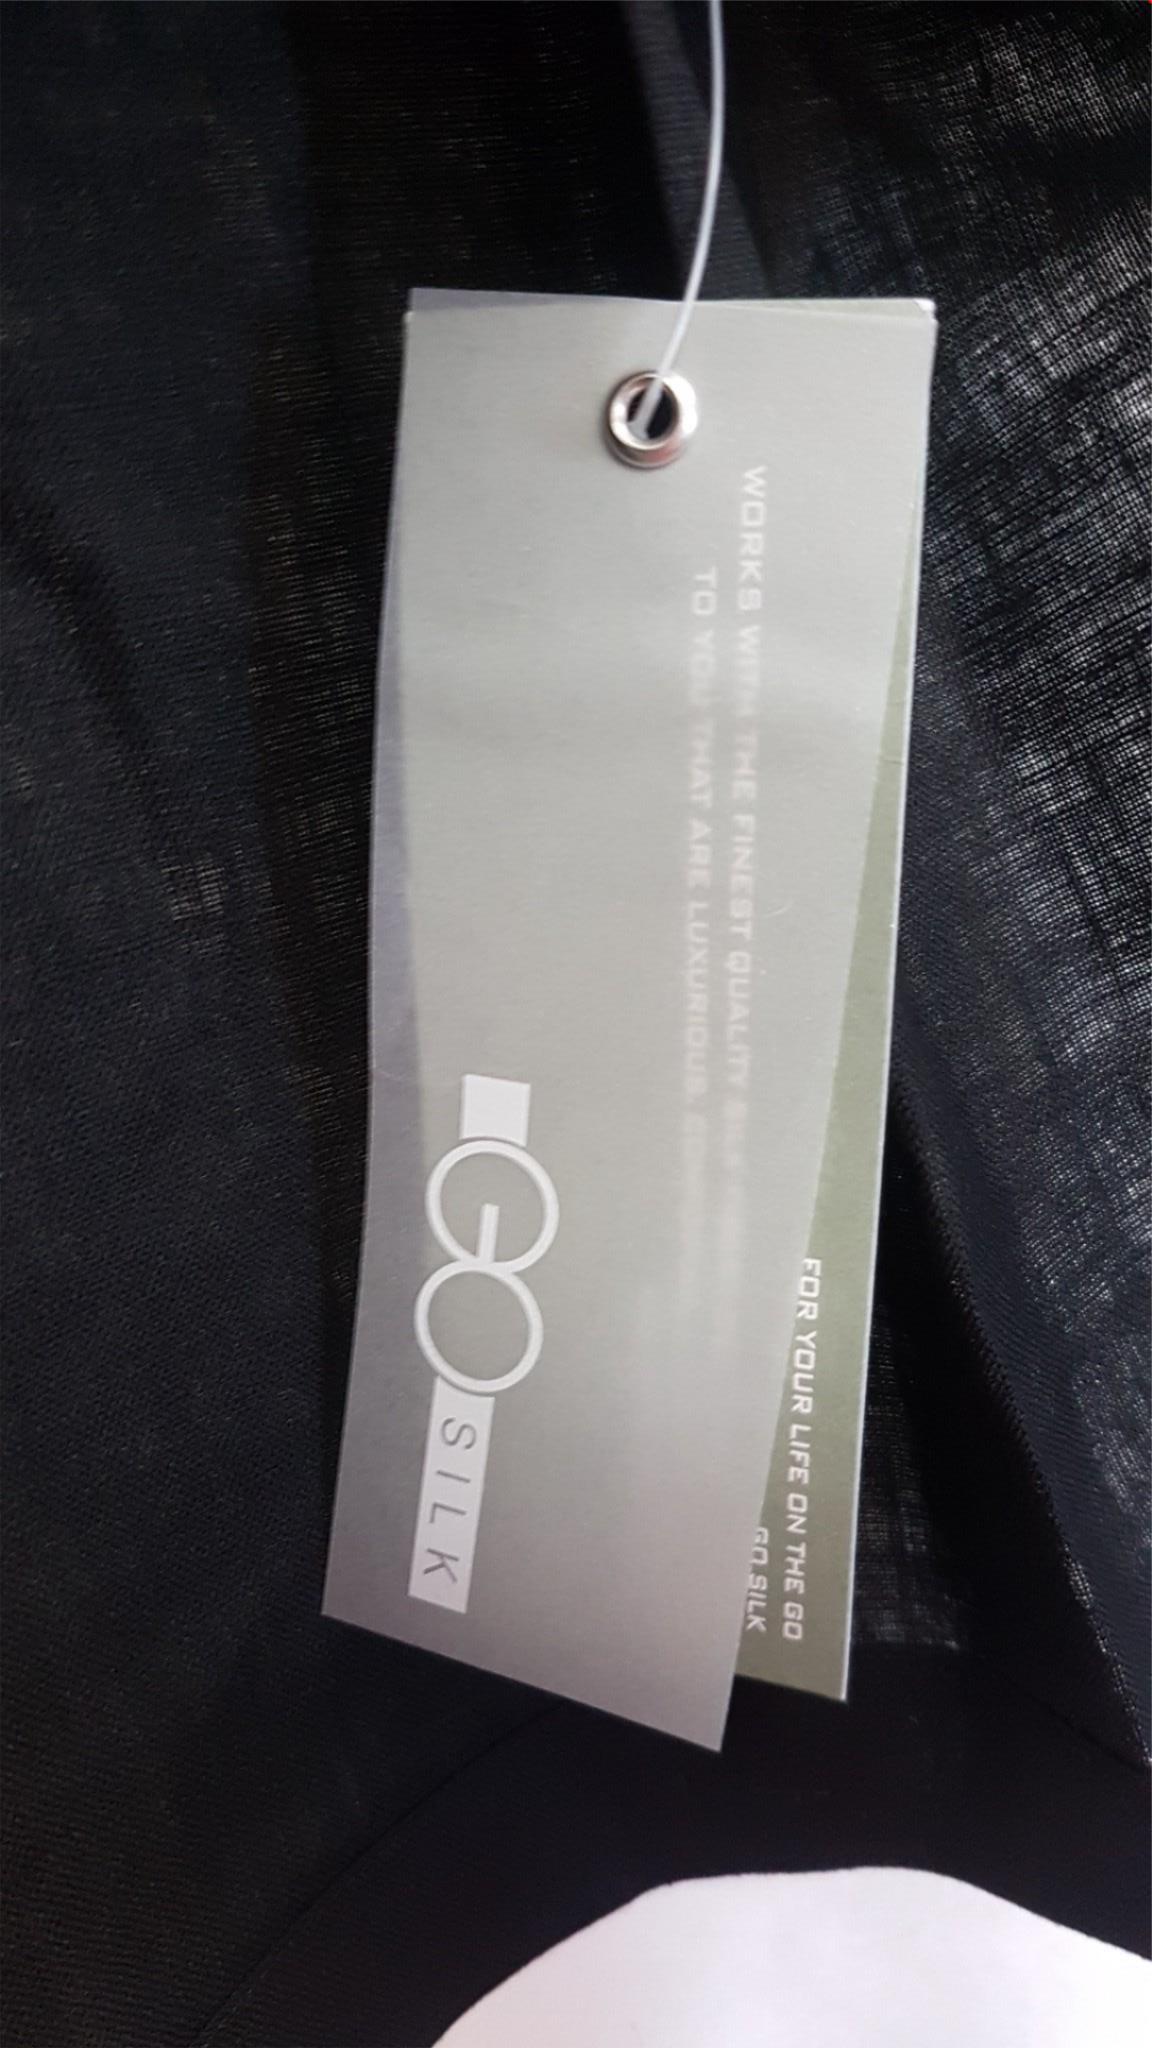 WORKS WITH THE FINEST QUALITY SILK
TO YOU THAT ARE LUXURIOUS,
FOR YOUR LIFE ON THE GO
GO SILK
GO SILK